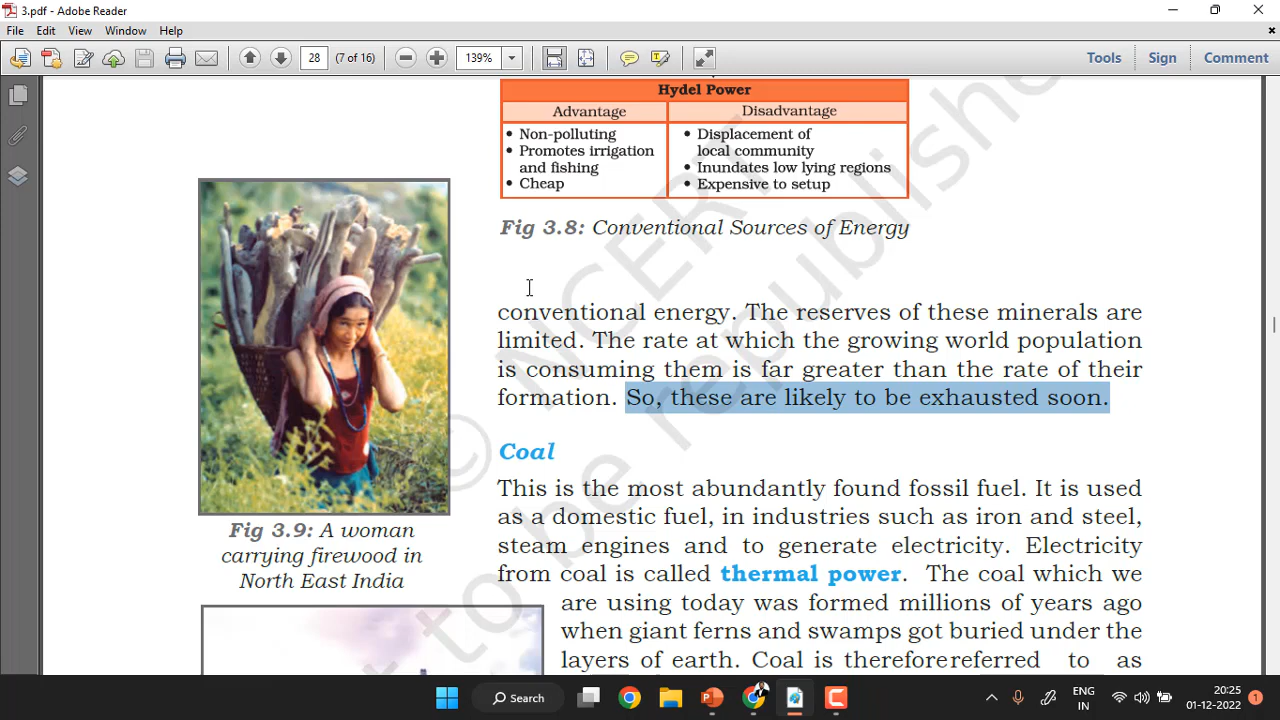 3.pdf - Adobe Reader
File Edit View Window Help
28 (7 of 16) 139% Tools Sign Comment
Hydel Power
Advantage Disadvantage
• Non-polluting
• Promotes irrigation
and fishing
• Cheap
• Displacement of
local community
• Inundates low lying regions
• Expensive to setup
Fig 3.8: Conventional Sources of Energy
conventional energy. The reserves of these minerals are
limited. The rate at which the growing world population
is consuming them is far greater than the rate of their
formation. So, these are likely to be exhausted soon.
Fig 3.9: A woman
carrying firewood in
North East India
Coal
This is the most abundantly found fossil fuel. It is used
as a domestic fuel, in industries such as iron and steel,
steam engines and to generate electricity. Electricity
from coal is called thermal power. The coal which we
are using today was formed millions of years ago
when giant ferns and swamps got buried under the
layers of earth. Coal is therefore referred to as
© NCERT
not to be republished
Search
ENG
IN
20:25
01-12-2022
1